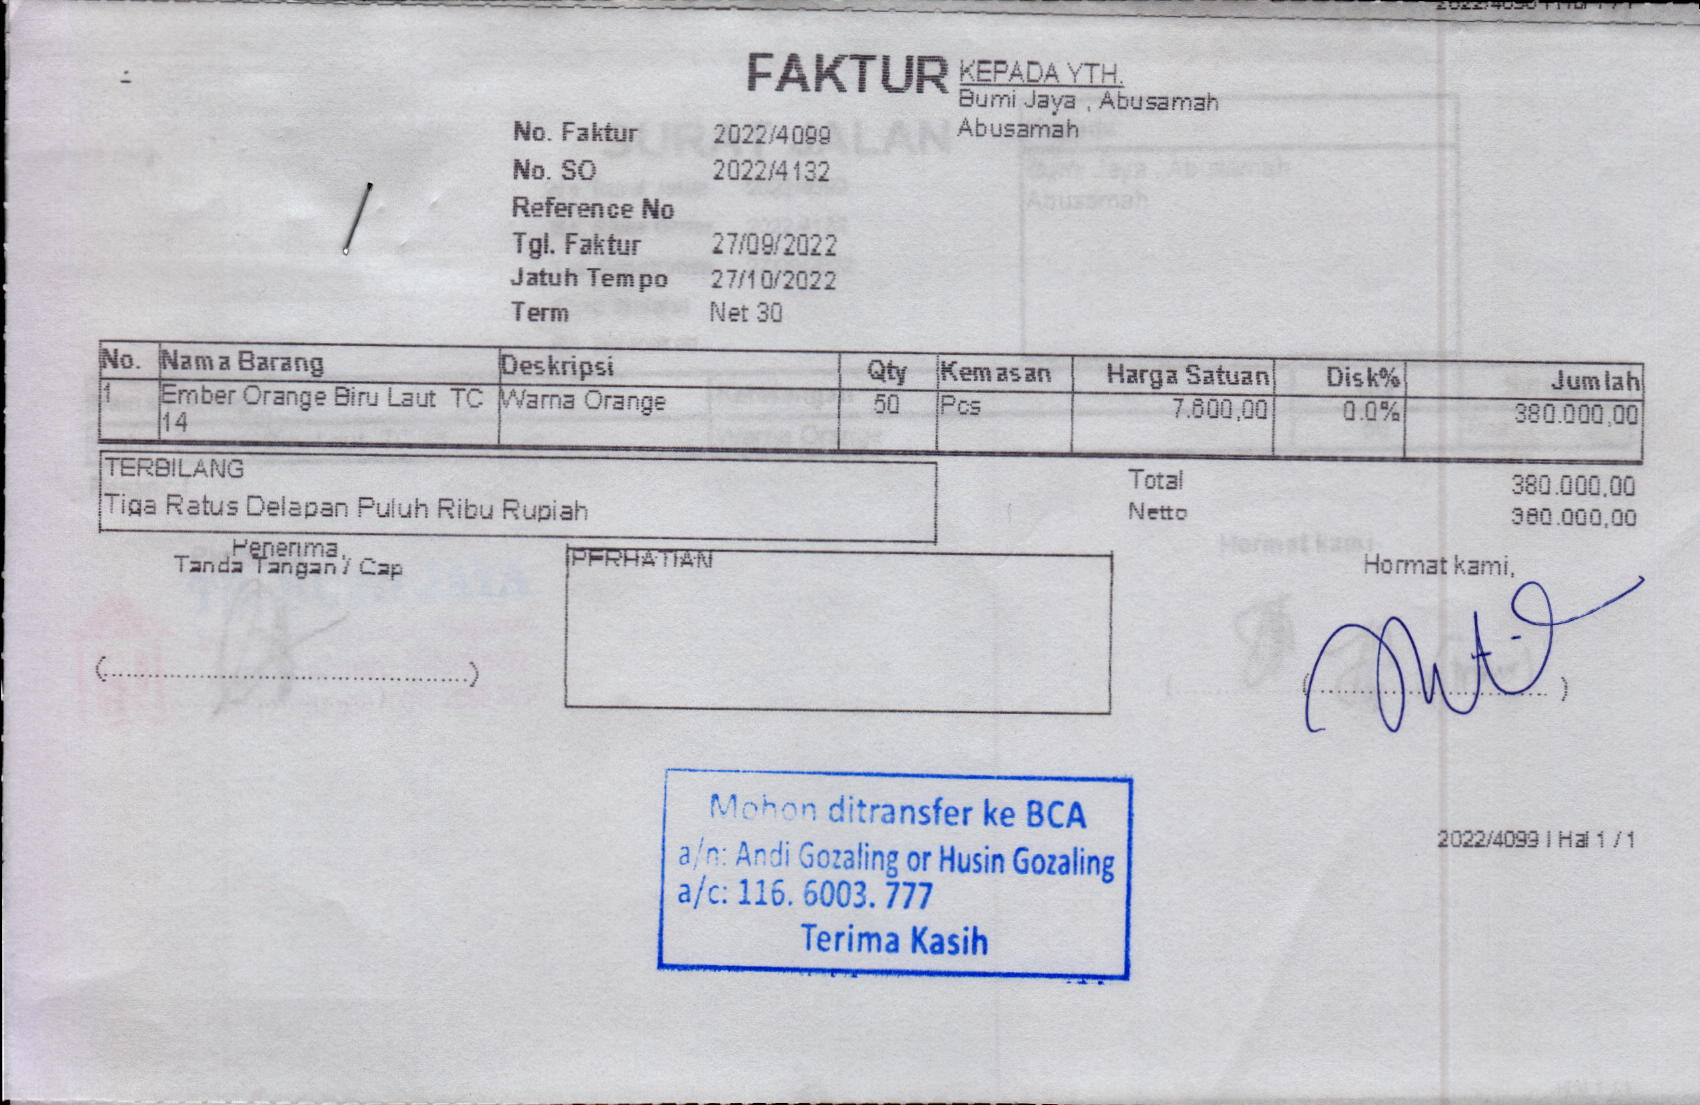 FAKTUR
KEPADA YTH.
Bumi Jaya , Abusamah
Abusamah
No. Faktur 2022/4099
No. SO 2022/4132
Reference No
Tgl. Faktur 27/09/2022
Jatuh Tempo 27/10/2022
Term Net 30
No. Nama Barang Deskripsi Qty Kemasan Harga Satuan Disk% Jumlah
1 Ember Orange Biru Laut TC Warna Orange 50 Pcs 7.600,00 0.0% 380.000,00
14
TERBILANG
Tiga Ratus Delapan Puluh Ribu Rupiah
Total 380.000,00
Netto 380.000,00
Penerima,
Tanda Tangan / Cap
(..........................................)
PERHATIAN
Hormat kami,
(..........................................)
Mohon ditransfer ke BCA
a/n: Andi Gozaling or Husin Gozaling
a/c: 116. 6003. 777
Terima Kasih
2022/4099 | Hal 1 / 1